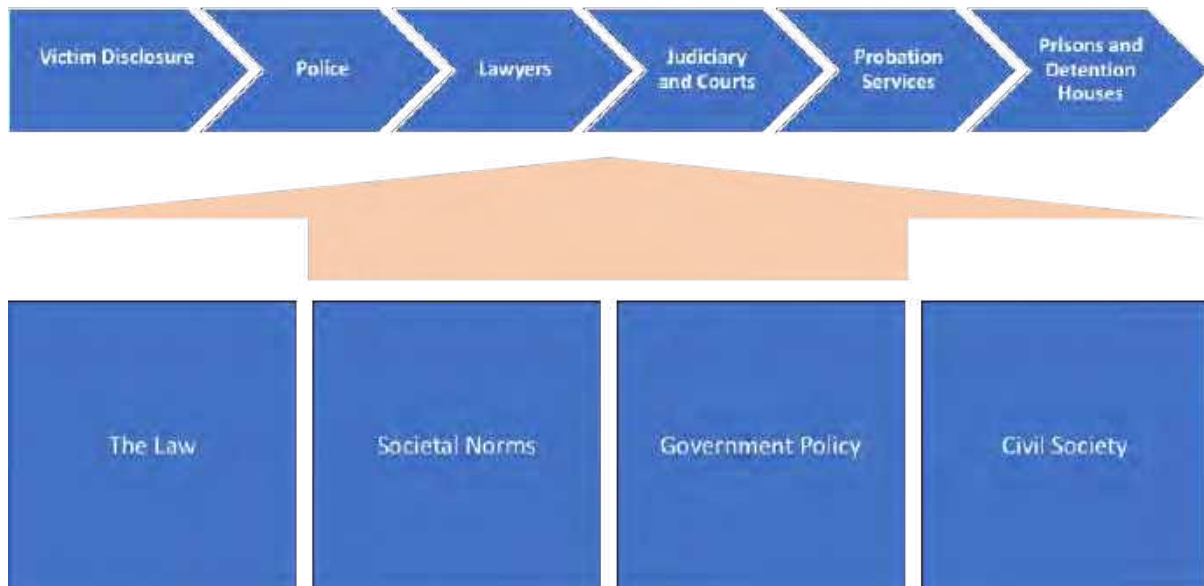 Victim Disclosure
Police
Lawyers
Judiciary
and Courts
Probation
Services
Prisons and
Detention
Houses
The Law
Societal Norms
Government Policy
Civil Society